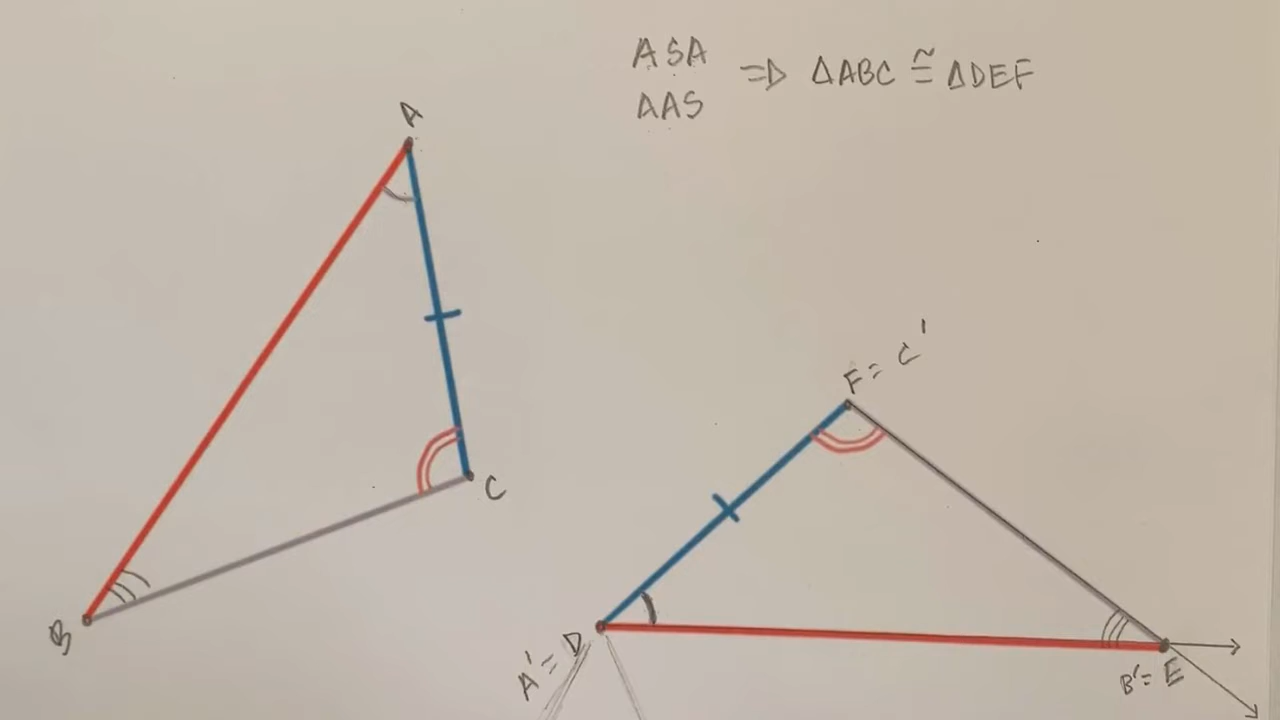 ASA
AAS
⇒ ΔABC ≅ ΔDEF
A
B
C
F = C'
A' = D
B' = E